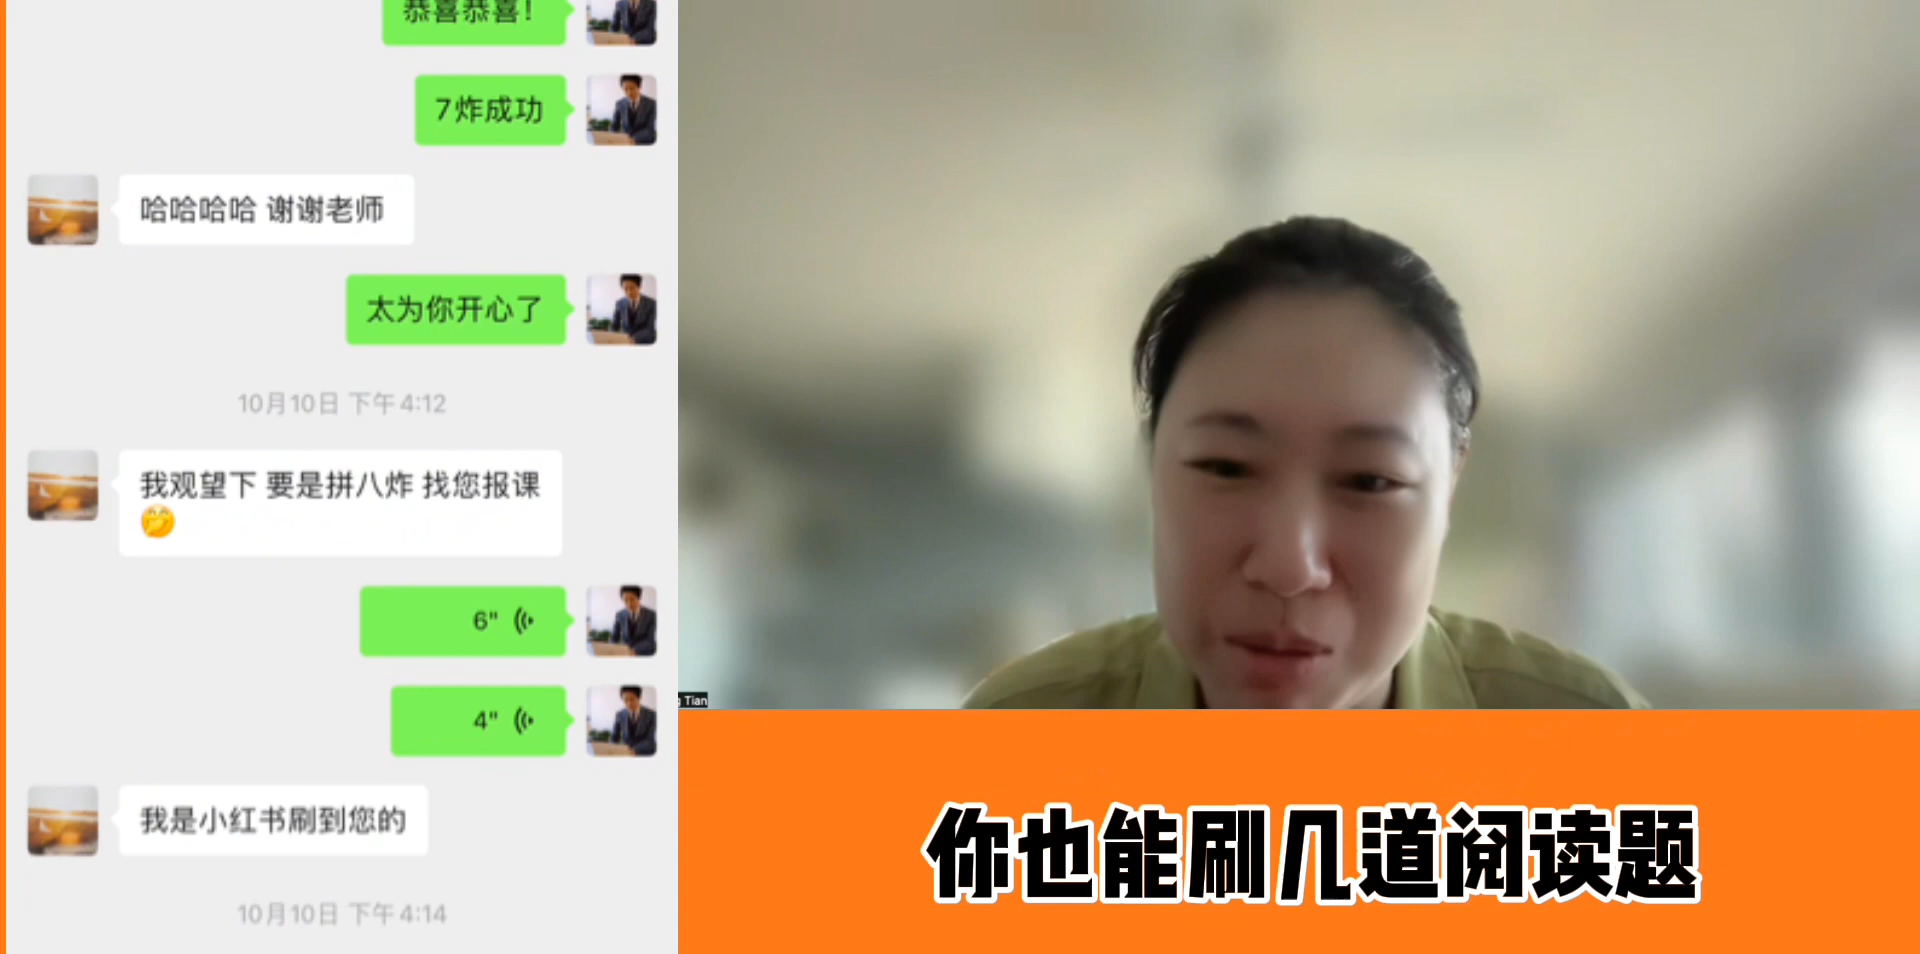 恭喜恭喜！
7炸成功
哈哈哈哈 谢谢老师
太为你开心了
10月10日 下午4:12
我观望下 要是拼八炸 找您报课
🤭
6"
4"
我是小红书刷到您的
10月10日 下午4:14
g Tian
你也能刷几道阅读题